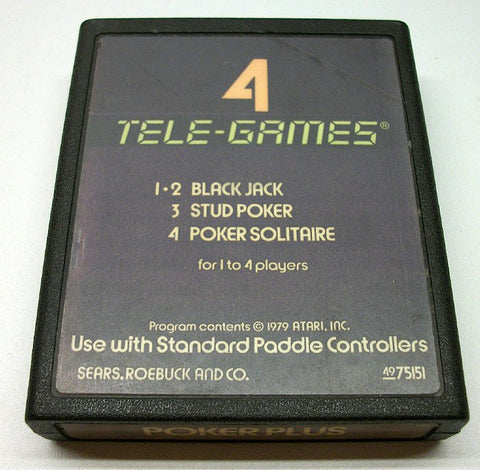 4
TELE-GAMES®
1·2 BLACK JACK
3 STUD POKER
4 POKER SOLITAIRE
for 1 to 4 players
Program contents © 1979 ATARI, INC.
Use with Standard Paddle Controllers
SEARS, ROEBUCK AND CO. 49 75151
POKER PLUS